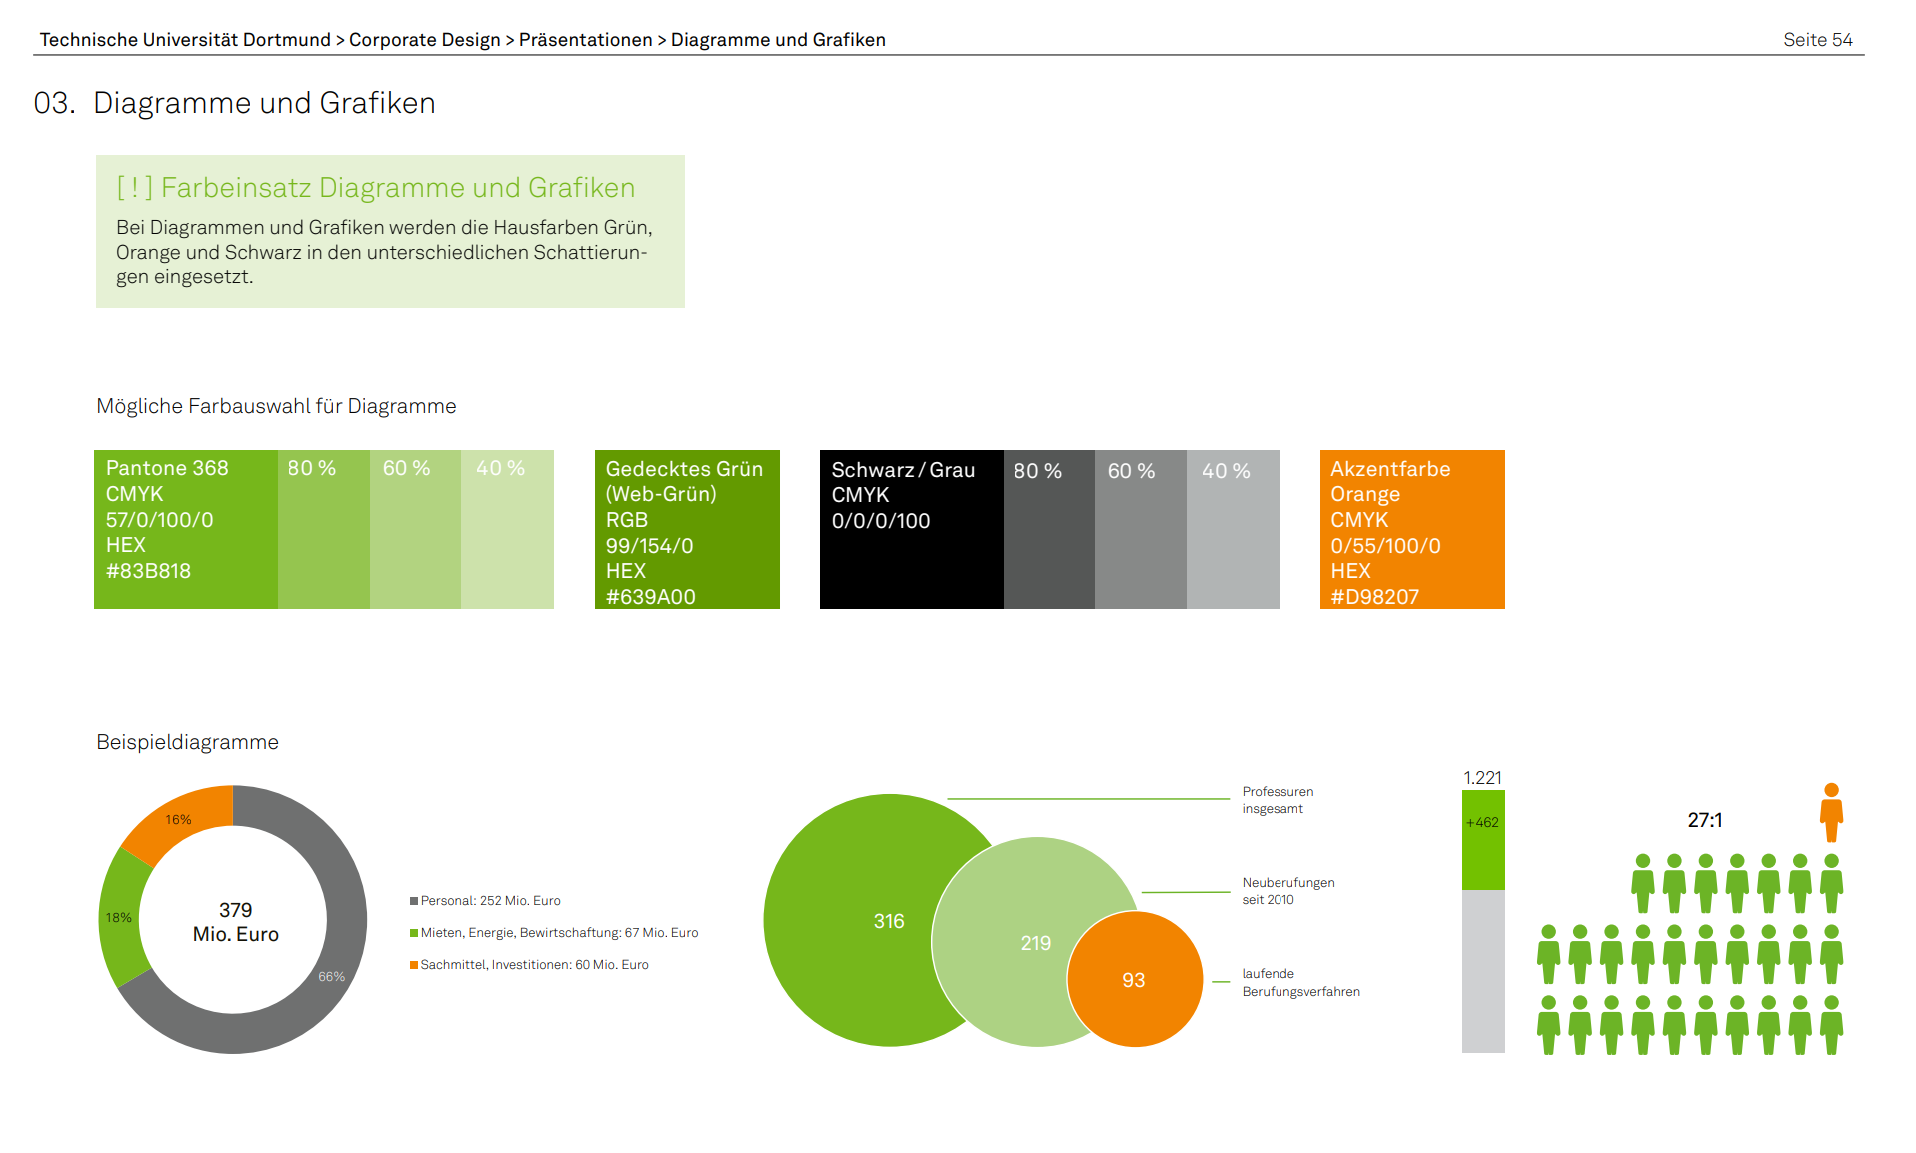 Technische Universität Dortmund > Corporate Design > Präsentationen > Diagramme und Grafiken
Seite 54
03. Diagramme und Grafiken
[ ! ] Farbeinsatz Diagramme und Grafiken
Bei Diagrammen und Grafiken werden die Hausfarben Grün,
Orange und Schwarz in den unterschiedlichen Schattierun-
gen eingesetzt.
Mögliche Farbauswahl für Diagramme
Pantone 368
CMYK
57/0/100/0
HEX
#83B818
80 %
60 %
40 %
Gedecktes Grün
(Web-Grün)
RGB
99/154/0
HEX
#639A00
Schwarz / Grau
CMYK
0/0/0/100
80 %
60 %
40 %
Akzentfarbe
Orange
CMYK
0/55/100/0
HEX
#D98207
Beispieldiagramme
16%
18%
66%
379
Mio. Euro
Personal: 252 Mio. Euro
Mieten, Energie, Bewirtschaftung: 67 Mio. Euro
Sachmittel, Investitionen: 60 Mio. Euro
316
219
93
Professuren
insgesamt
Neuberufungen
seit 2010
laufende
Berufungsverfahren
1.221
+462
27:1